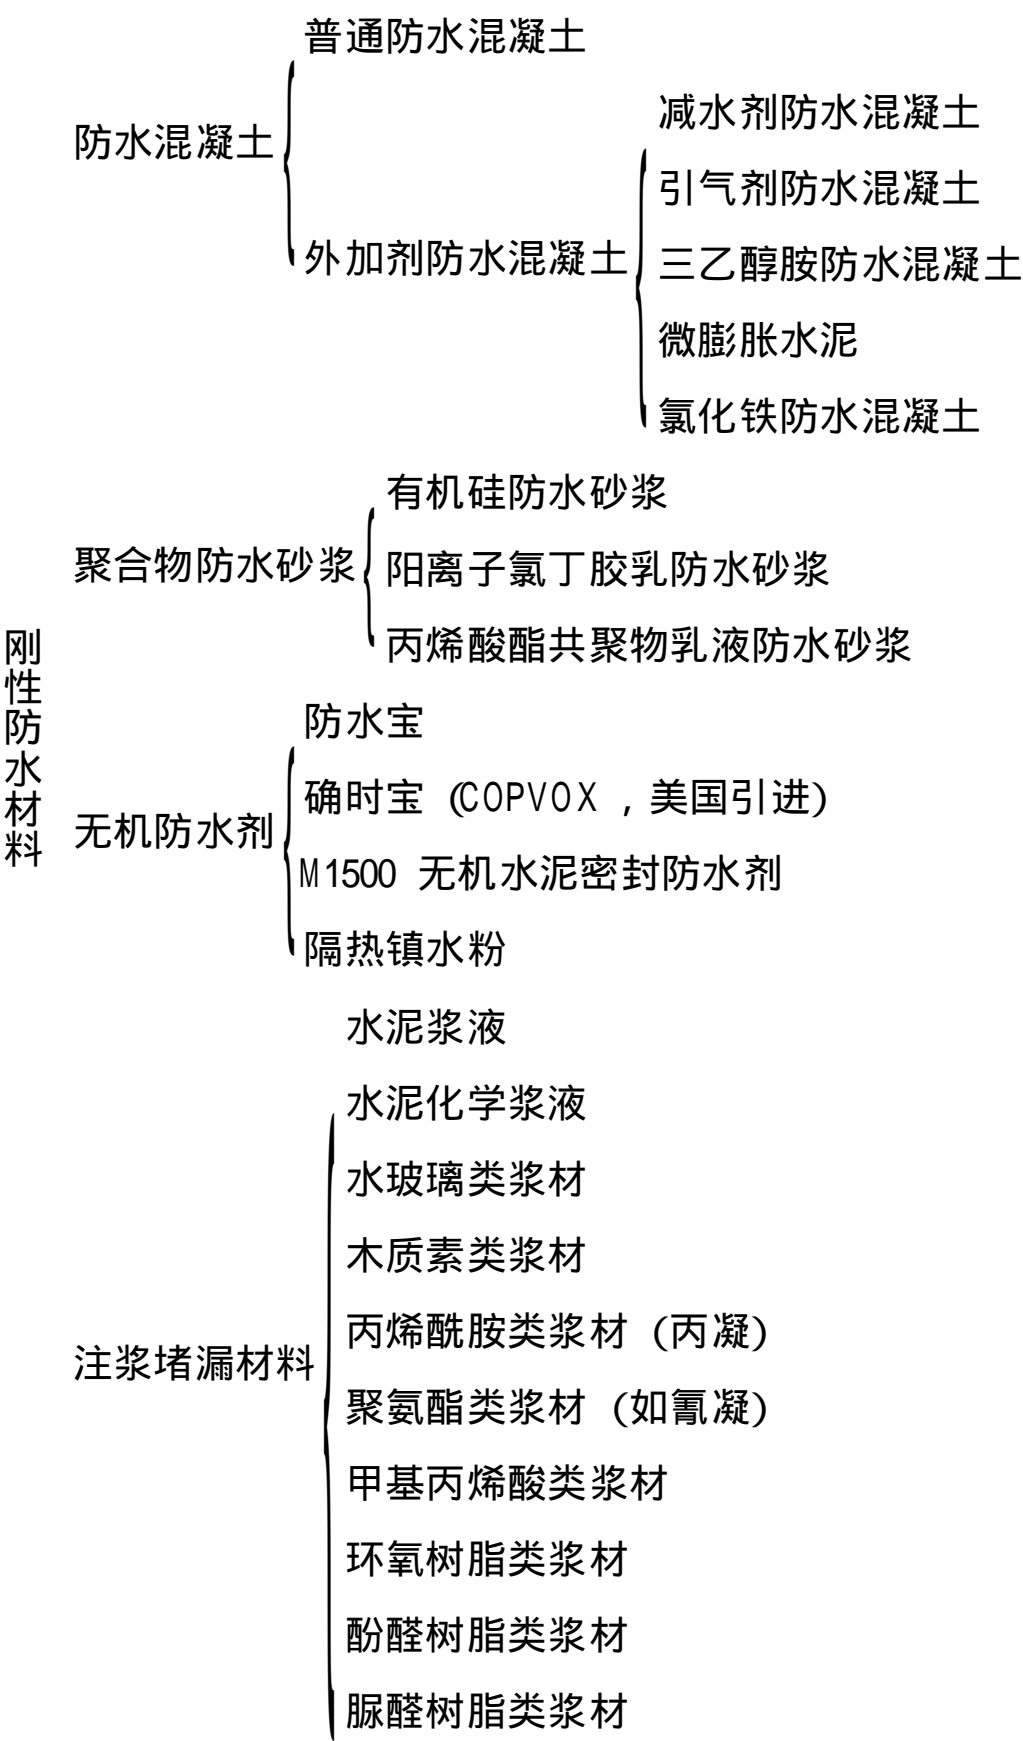 刚性防水材料
防水混凝土
普通防水混凝土
外加剂防水混凝土
减水剂防水混凝土
引气剂防水混凝土
三乙醇胺防水混凝土
微膨胀水泥
氯化铁防水混凝土
聚合物防水砂浆
有机硅防水砂浆
阳离子氯丁胶乳防水砂浆
丙烯酸酯共聚物乳液防水砂浆
无机防水剂
防水宝
确时宝 (COPVOX , 美国引进)
M1500 无机水泥密封防水剂
隔热镇水粉
注浆堵漏材料
水泥浆液
水泥化学浆液
水玻璃类浆材
木质素类浆材
丙烯酰胺类浆材 (丙凝)
聚氨酯类浆材 (如氰凝)
甲基丙烯酸类浆材
环氧树脂类浆材
酚醛树脂类浆材
脲醛树脂类浆材